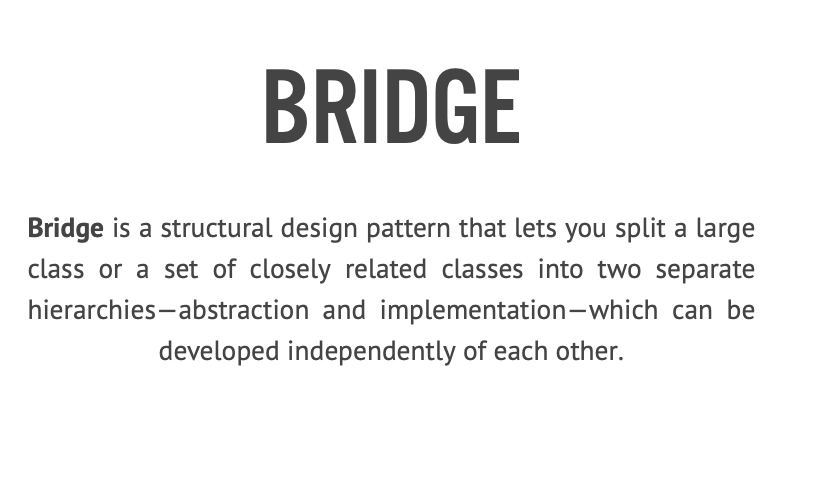 BRIDGE
Bridge is a structural design pattern that lets you split a large
class or a set of closely related classes into two separate
hierarchies—abstraction and implementation—which can be
developed independently of each other.